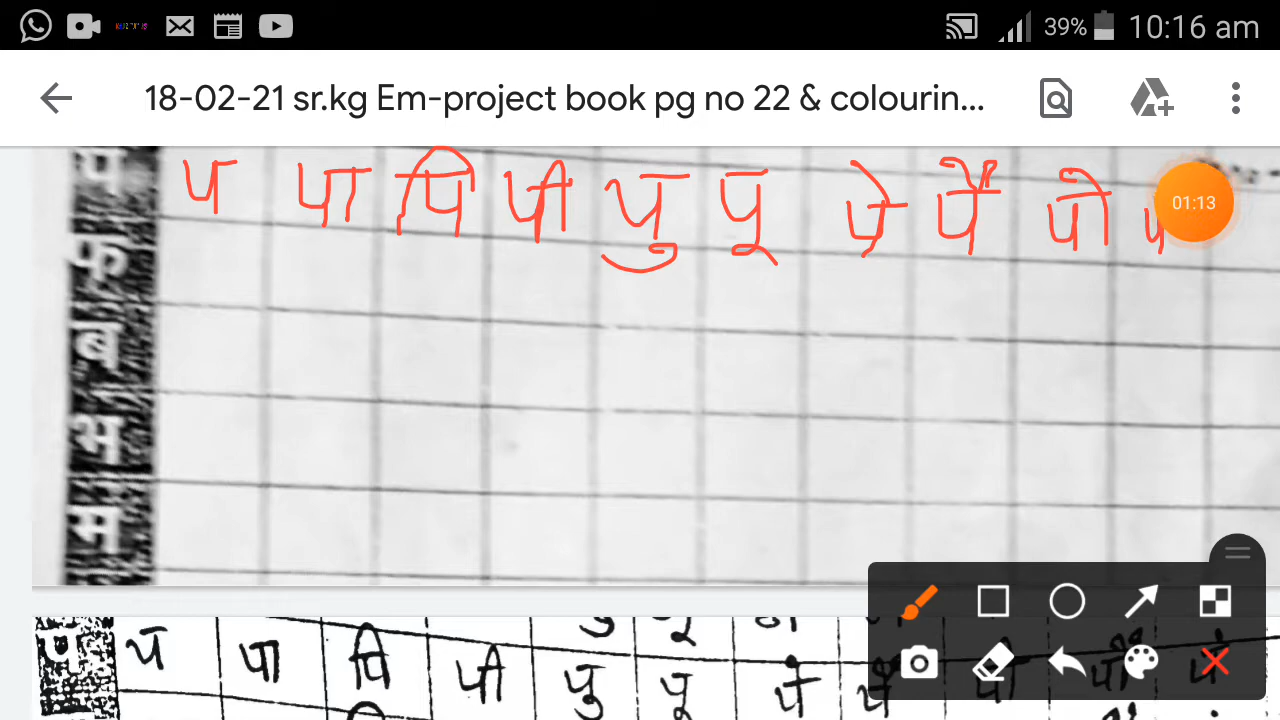 39% 10:16 am
18-02-21 sr.kg Em-project book pg no 22 & colourin...
प प पा पि पी पु पू पे पै पो
01:13
फ
ब
भ
म
प प पा पि पी पु पू पे पै पो पौ पं